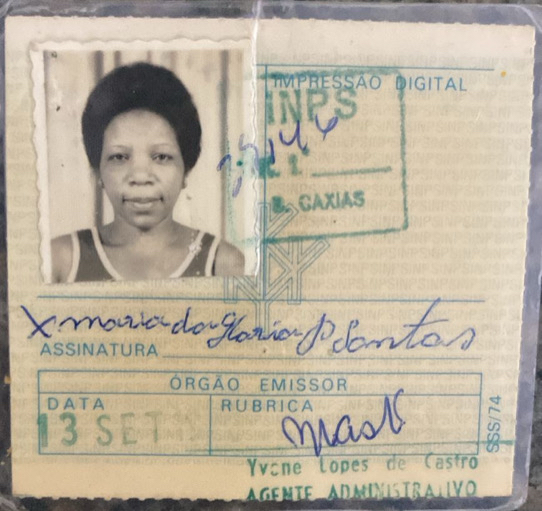 IMPRESSÃO DIGITAL
INPS
D. CAXIAS
x maria da Gloria P Santos
ASSINATURA
ÓRGÃO EMISSOR
DATA
RUBRICA
13 SET
SSS/74
Yvone Lopes de Castro
AGENTE ADMINISTRATIVO